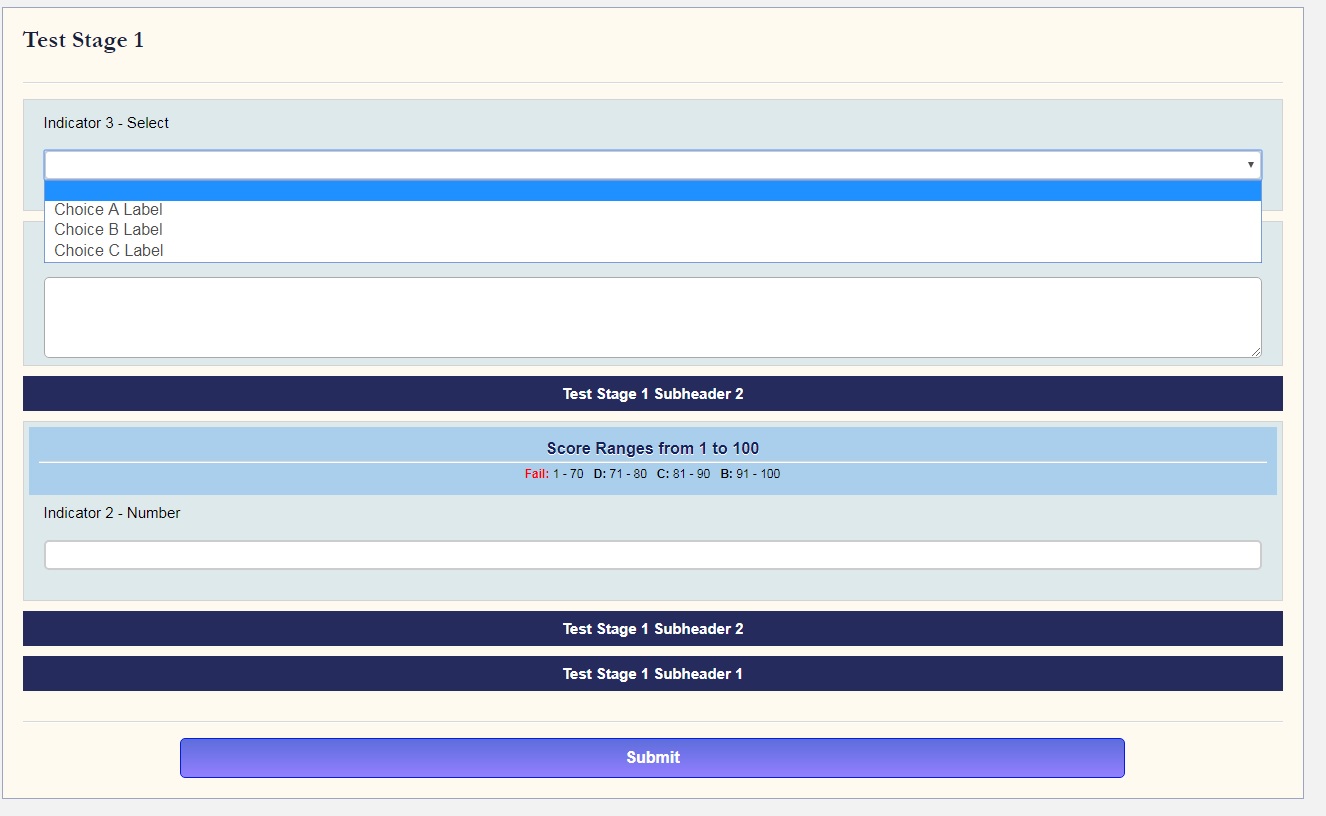 Test Stage 1
Indicator 3 - Select
Choice A Label
Choice B Label
Choice C Label
Test Stage 1 Subheader 2
Score Ranges from 1 to 100
Fail: 1 - 70 D: 71 - 80 C: 81 - 90 B: 91 - 100
Indicator 2 - Number
Test Stage 1 Subheader 2
Test Stage 1 Subheader 1
Submit